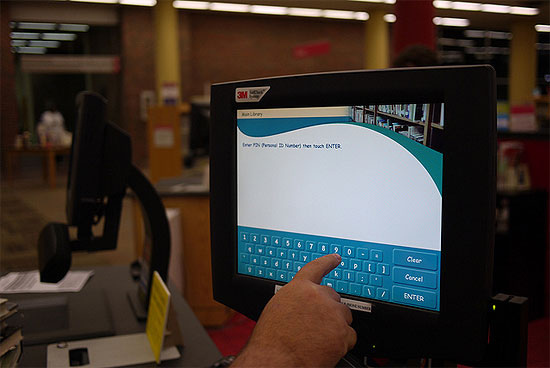 3M
Main Library
Enter PIN (Personal ID Number) then touch ENTER.
1 2 3 4 5 6 7 8 9 0 - =
q w e r t p [ ]
a s d f ; '
z x c \ /
Clear
Cancel
ENTER